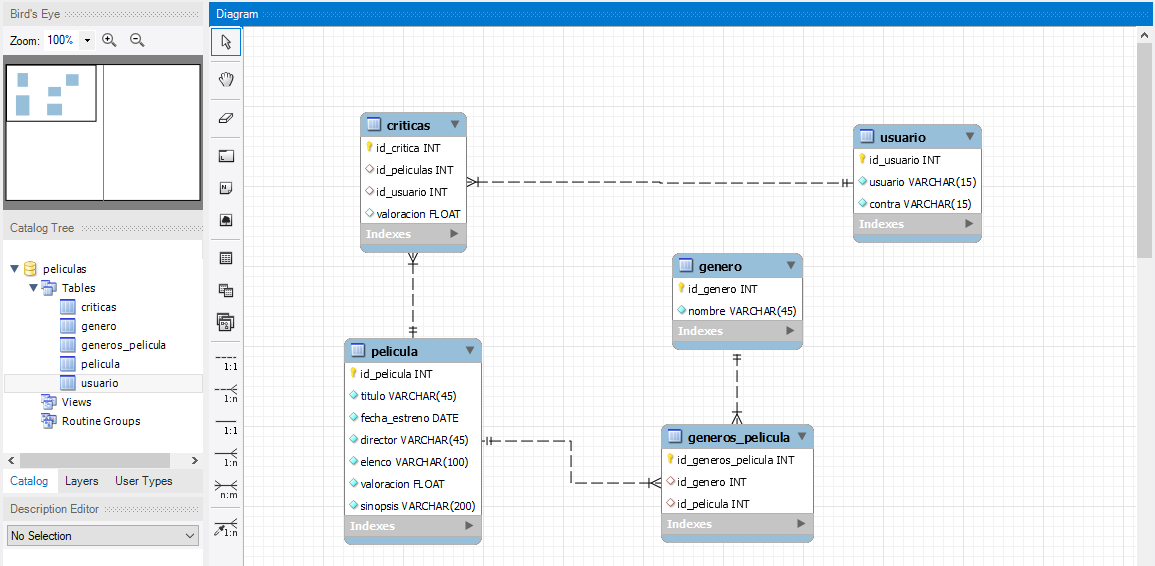 Bird's Eye
Zoom: 100%
Catalog Tree
peliculas
Tables
criticas
genero
generos_pelicula
pelicula
usuario
Views
Routine Groups
Catalog Layers User Types
Description Editor
No Selection
Diagram
1:1
1:n
1:1
1:n
n:m
1:n
criticas
id_critica INT
id_peliculas INT
id_usuario INT
valoracion FLOAT
Indexes
usuario
id_usuario INT
usuario VARCHAR(15)
contra VARCHAR(15)
Indexes
genero
id_genero INT
nombre VARCHAR(45)
Indexes
pelicula
id_pelicula INT
titulo VARCHAR(45)
fecha_estreno DATE
director VARCHAR(45)
elenco VARCHAR(100)
valoracion FLOAT
sinopsis VARCHAR(200)
Indexes
generos_pelicula
id_generos_pelicula INT
id_genero INT
id_pelicula INT
Indexes